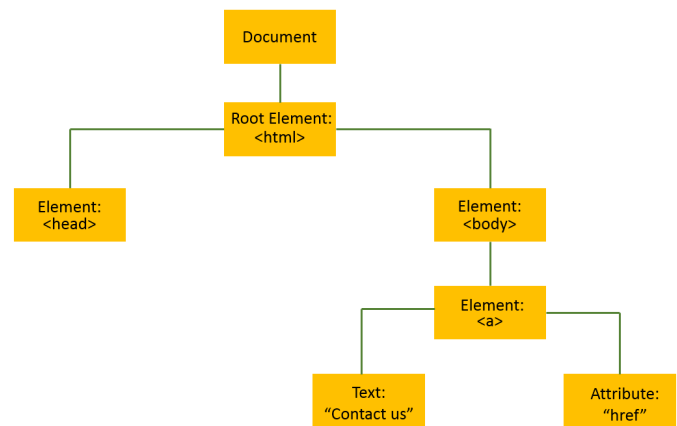 Document
Root Element:
<html>
Element:
<head>
Element:
<body>
Element:
<a>
Text:
“Contact us”
Attribute:
“href”